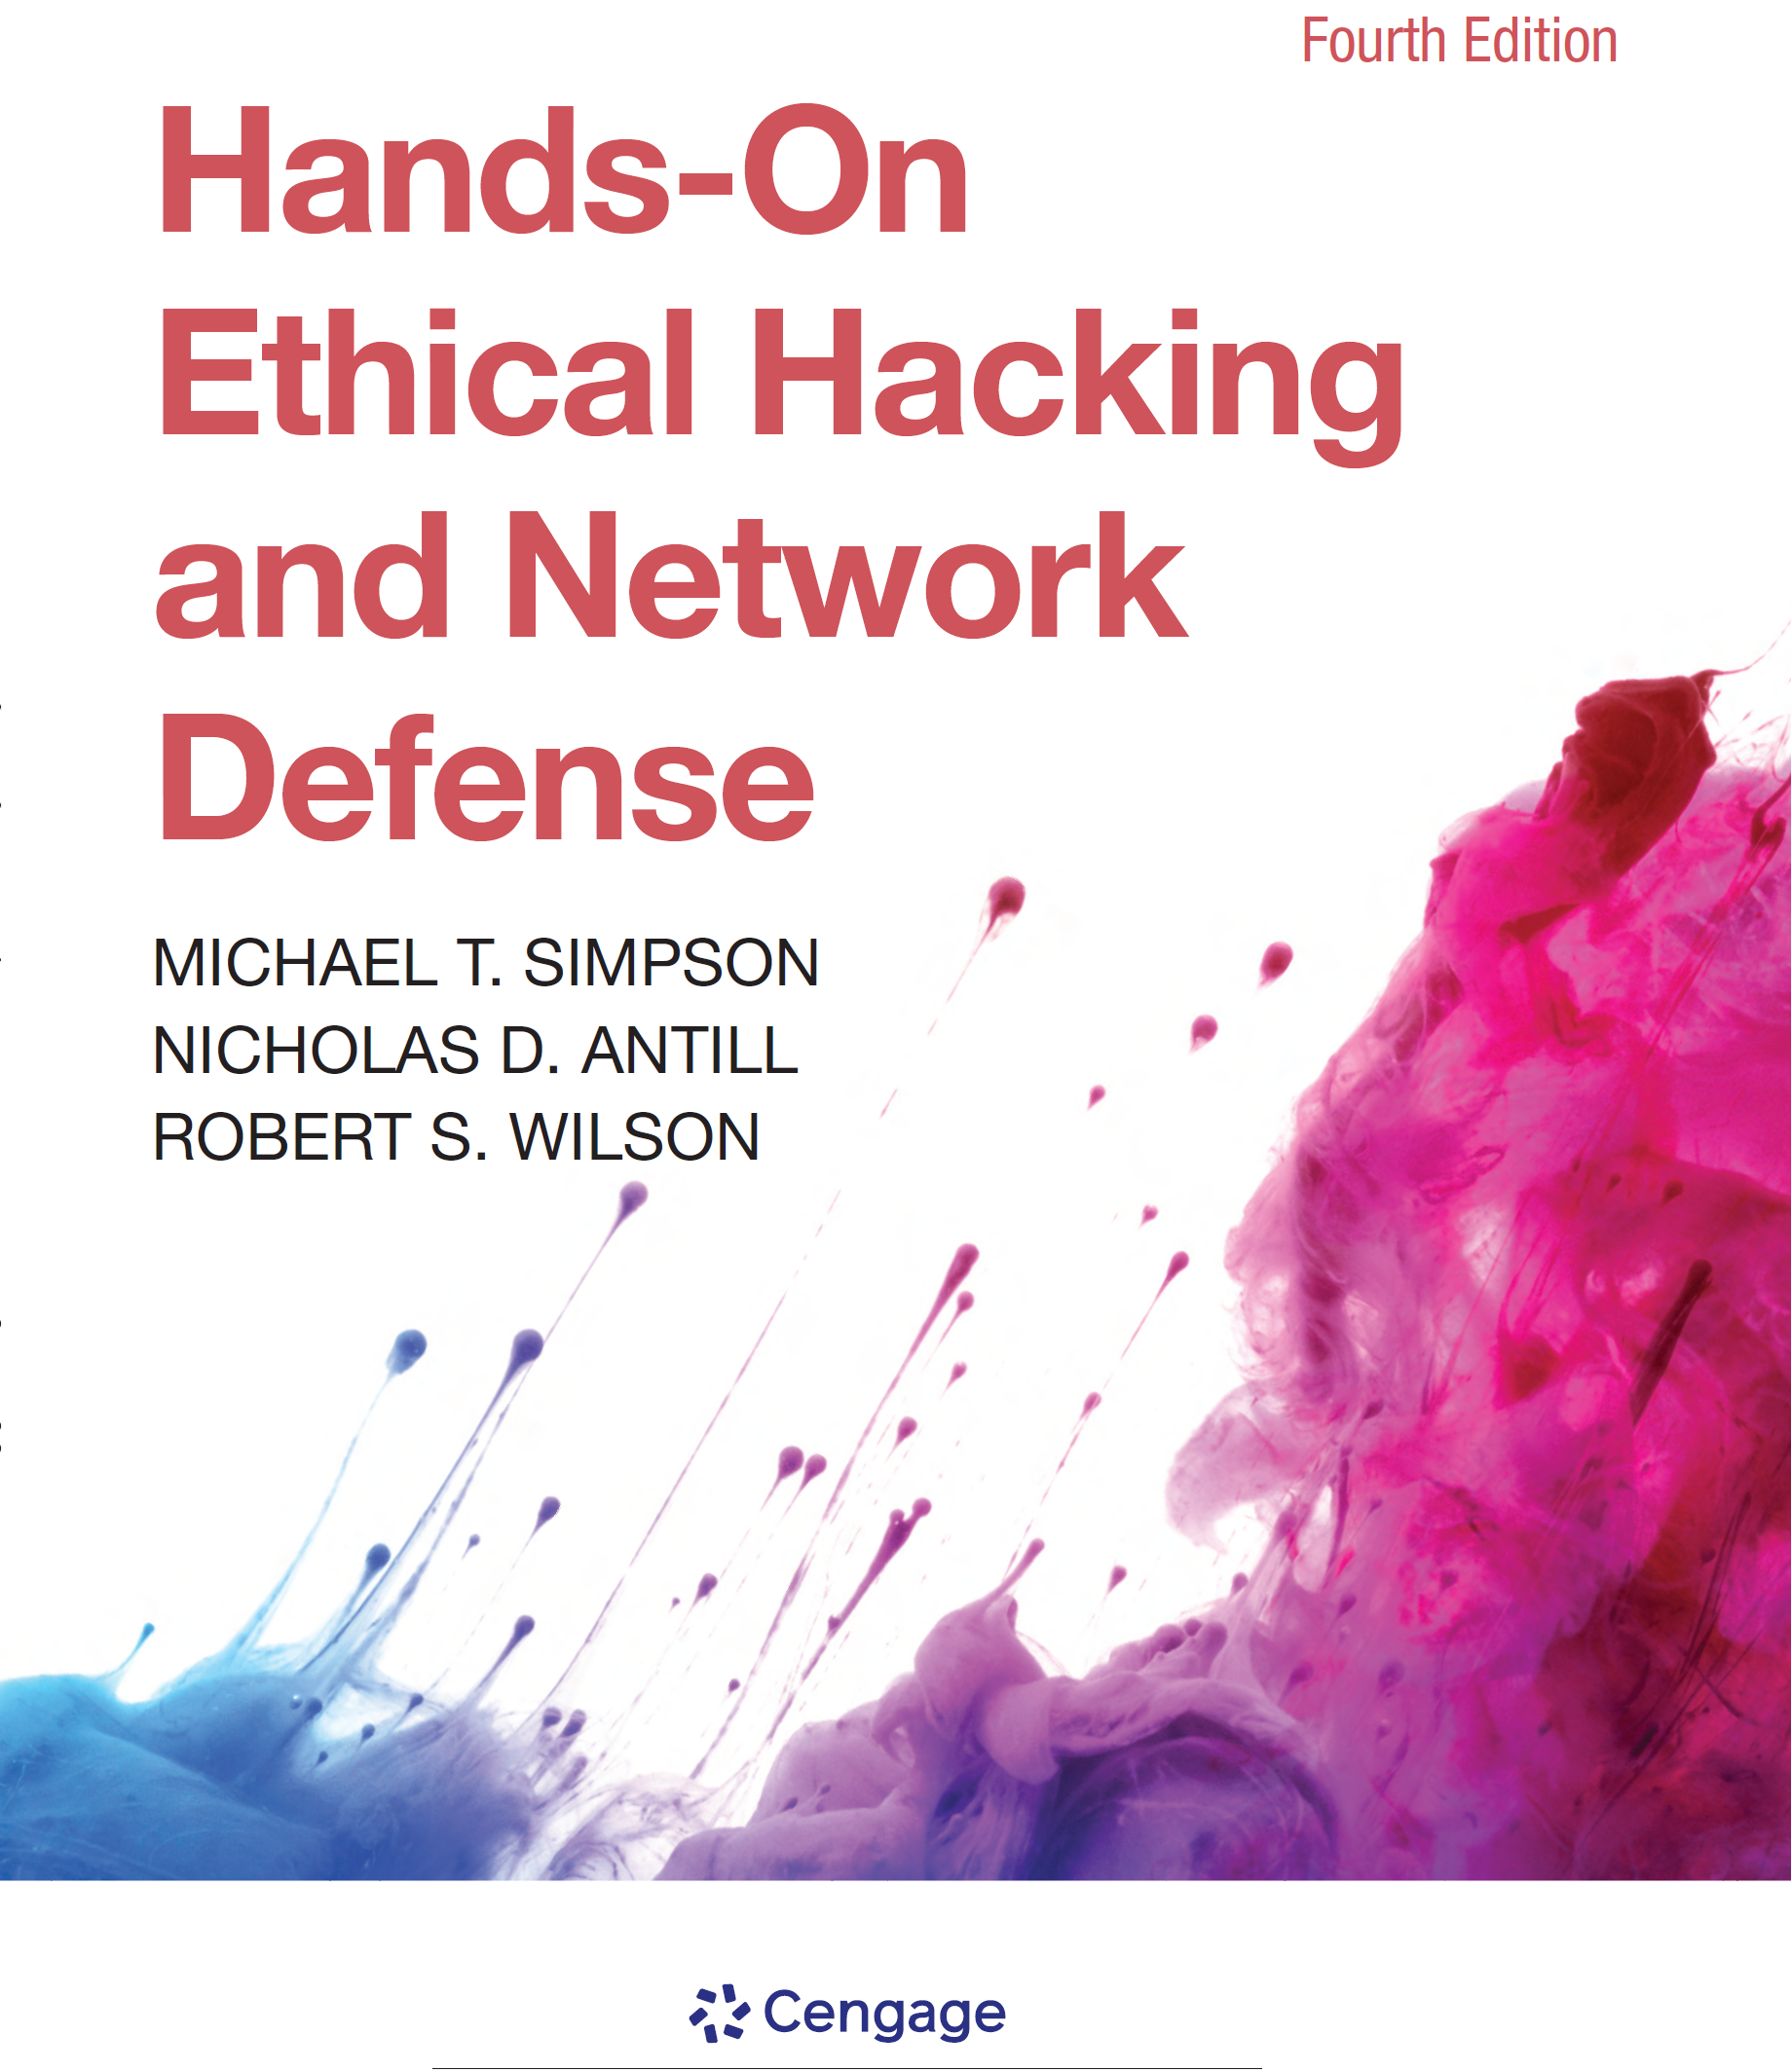 Fourth Edition
Hands-On
Ethical Hacking
and Network
Defense
MICHAEL T. SIMPSON
NICHOLAS D. ANTILL
ROBERT S. WILSON
Cengage